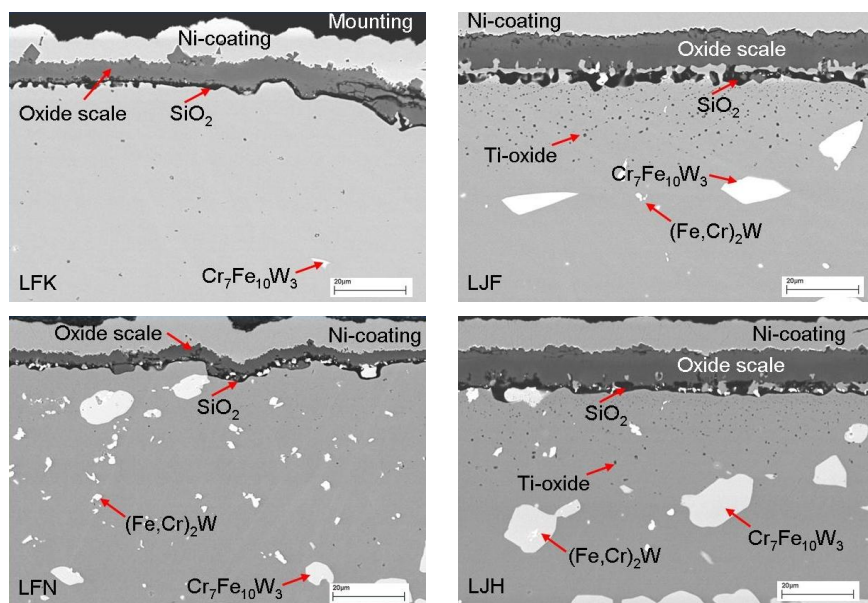 Mounting
Ni-coating
Oxide scale
SiO2
Cr7Fe10W3
20µm
LFK
Ni-coating
Oxide scale
SiO2
Ti-oxide
Cr7Fe10W3
(Fe,Cr)2W
20µm
LJF
Oxide scale
Ni-coating
SiO2
(Fe,Cr)2W
Cr7Fe10W3
20µm
LFN
Ni-coating
Oxide scale
SiO2
Ti-oxide
Cr7Fe10W3
(Fe,Cr)2W
20µm
LJH